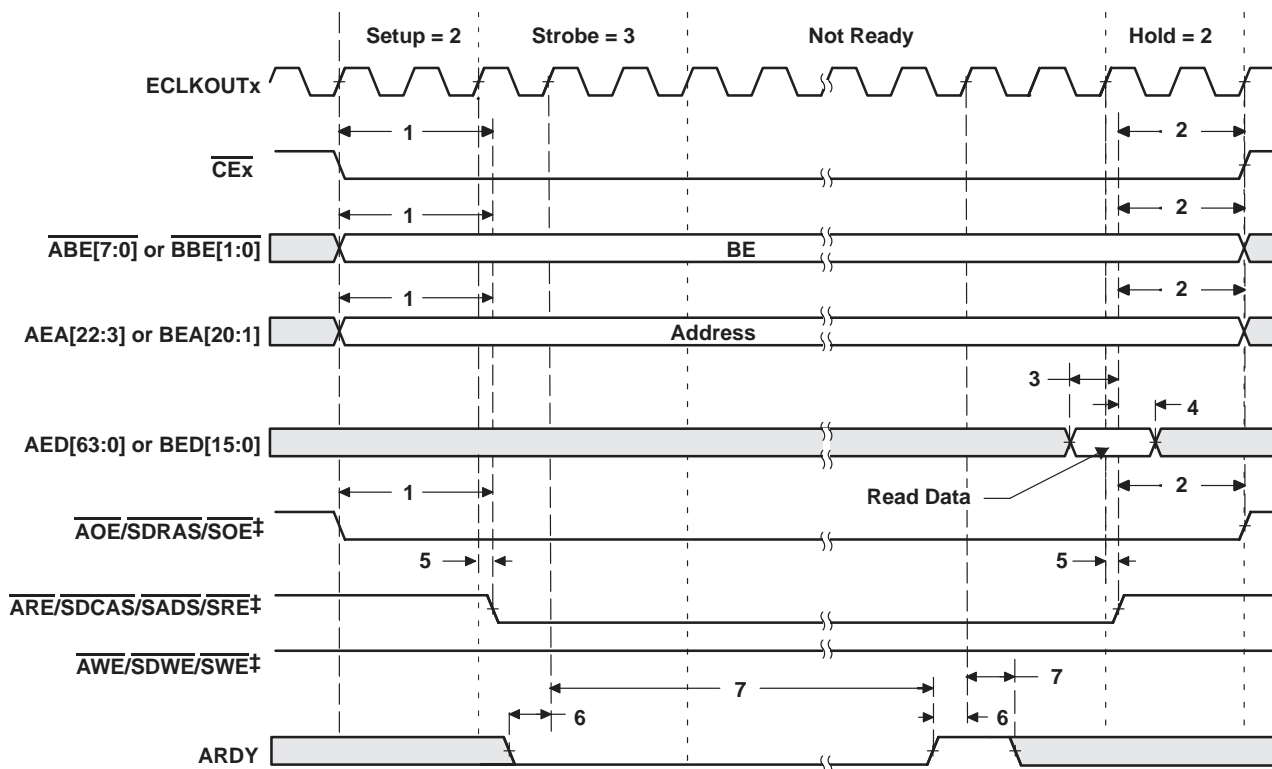 Setup = 2 Strobe = 3 Not Ready Hold = 2
ECLKOUTx
1 2
CEx
1 2
ABE[7:0] or BBE[1:0] BE
1 2
AEA[22:3] or BEA[20:1] Address
3
4
AED[63:0] or BED[15:0]
1 Read Data 2
AOE/SDRAS/SOE‡
5 5
ARE/SDCAS/SADS/SRE‡
AWE/SDWE/SWE‡
7 7
6 6
ARDY